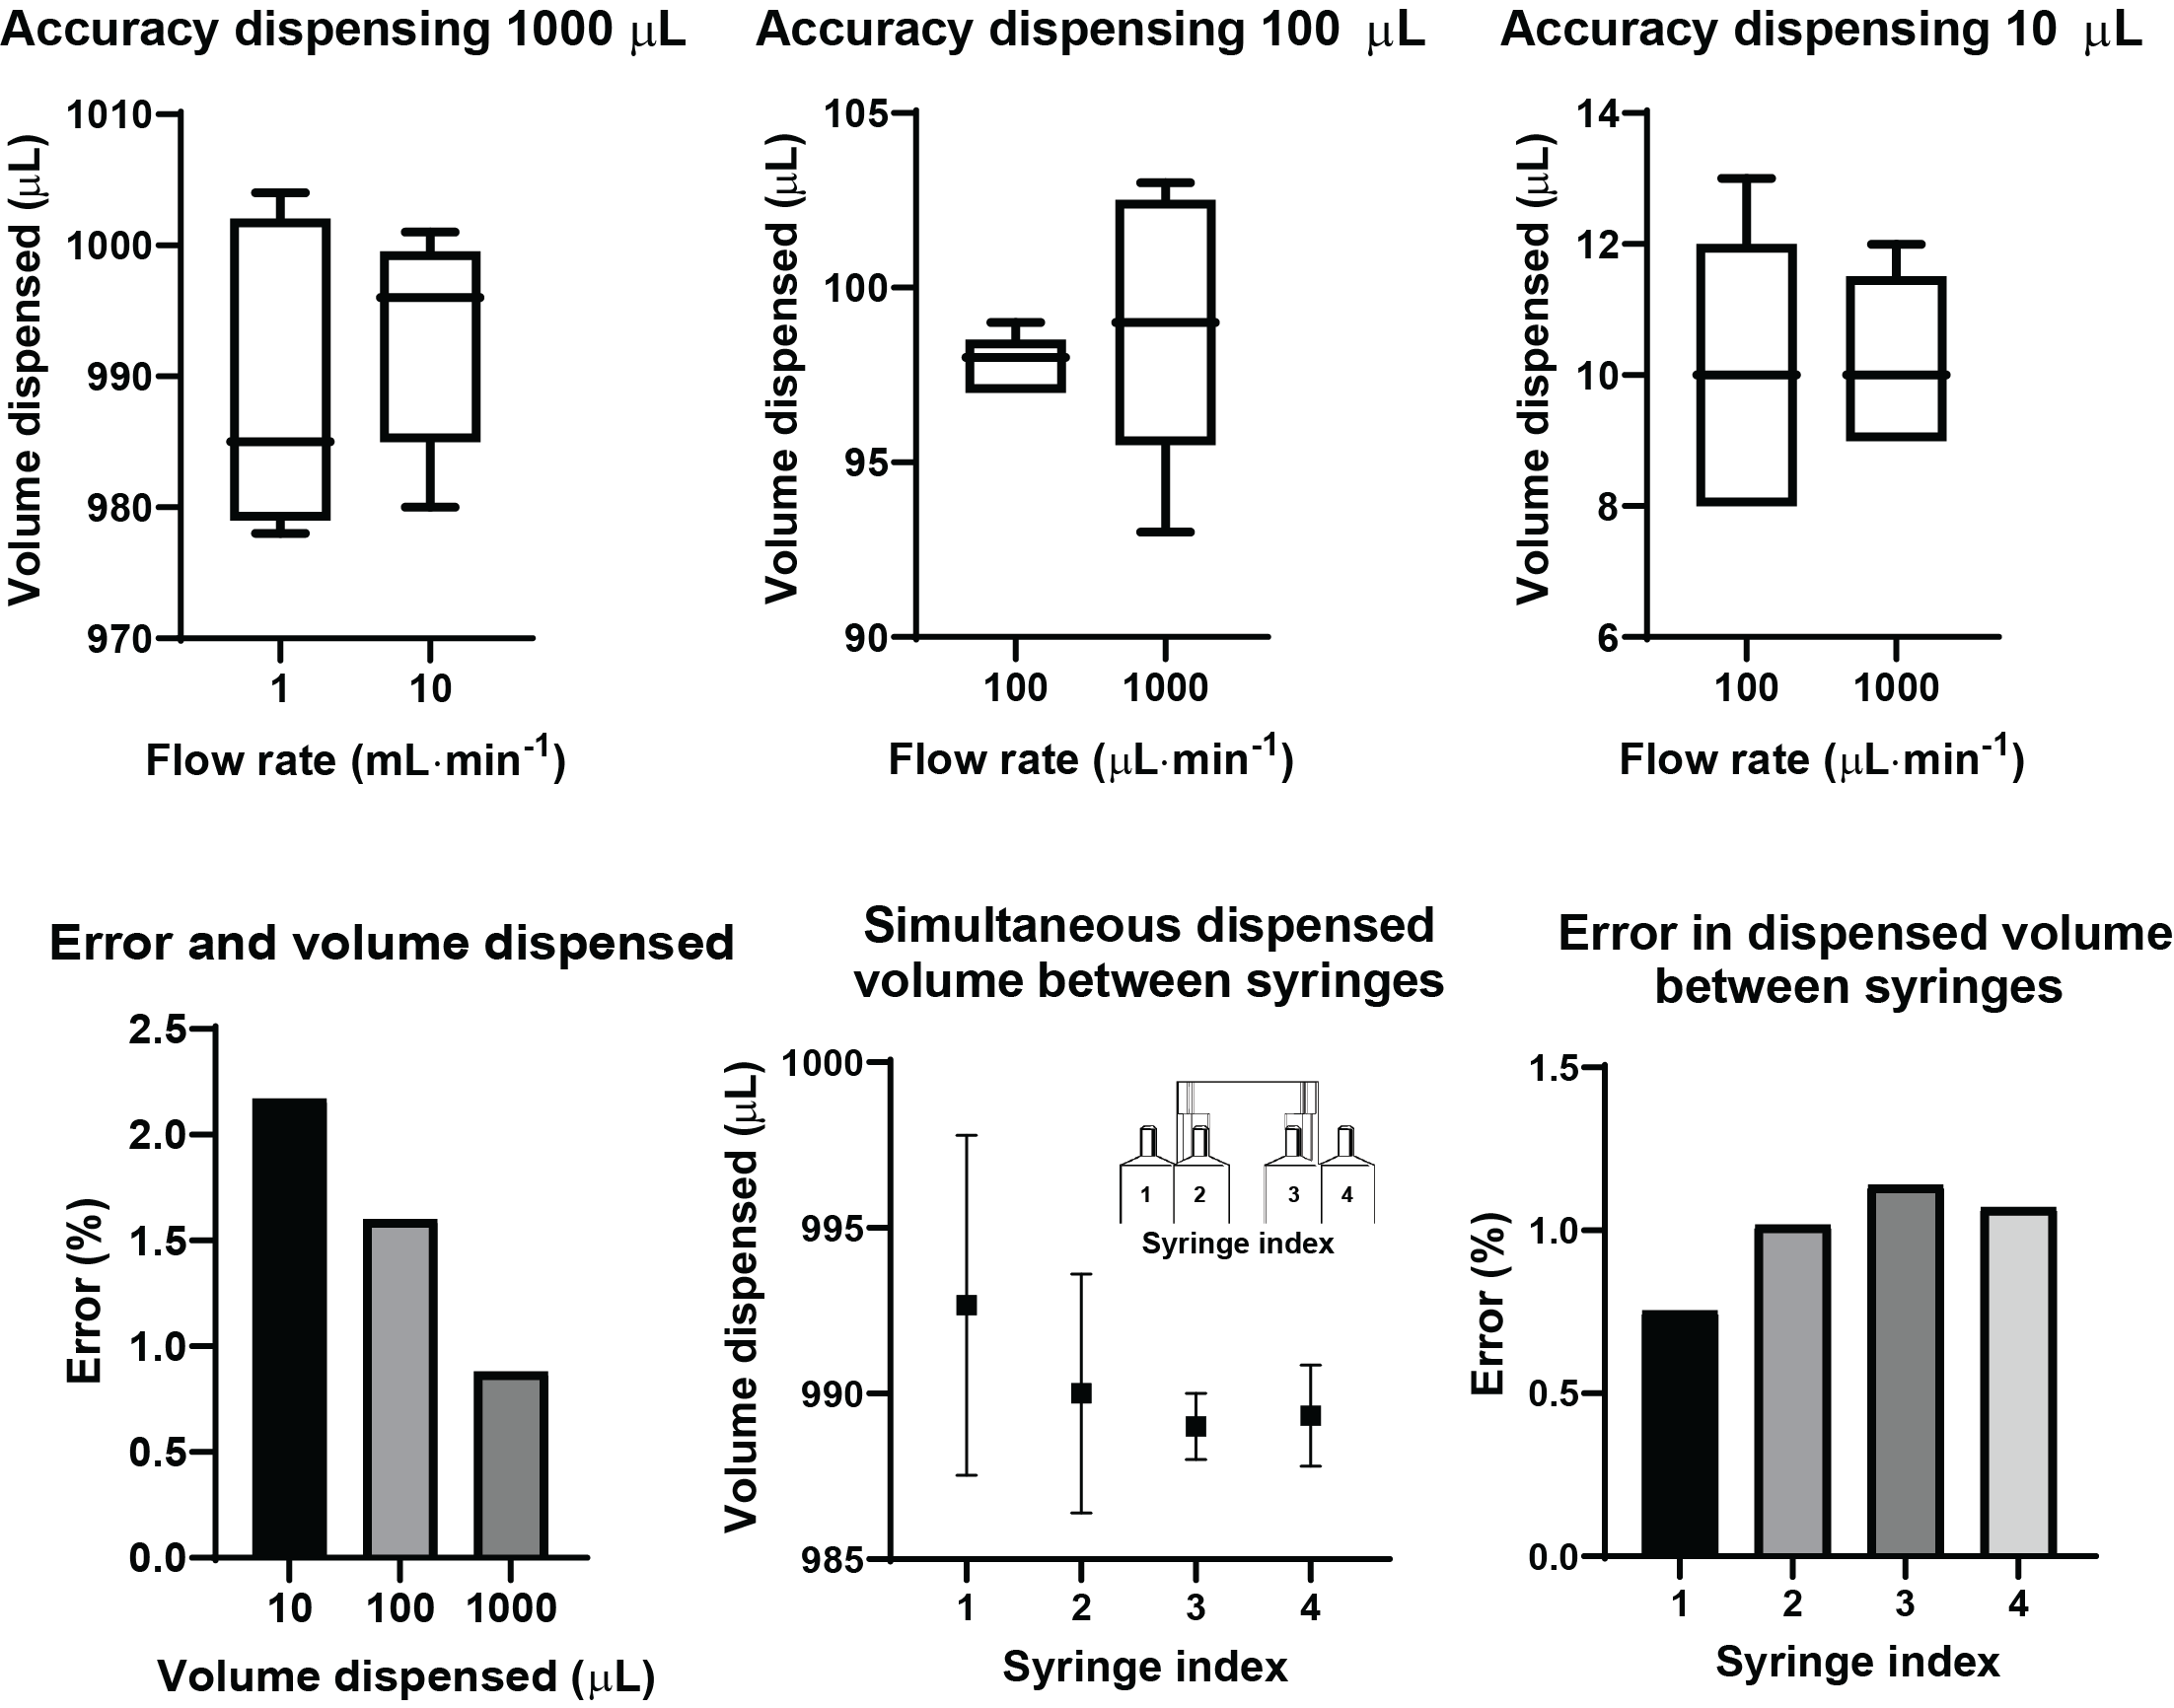 Accuracy dispensing 1000 μL
Volume dispensed (μL)
1010
1000
990
980
970
1
10
Flow rate (mL·min⁻¹)
Accuracy dispensing 100 μL
Volume dispensed (μL)
105
100
95
90
100
1000
Flow rate (μL·min⁻¹)
Accuracy dispensing 10 μL
Volume dispensed (μL)
14
12
10
8
6
100
1000
Flow rate (μL·min⁻¹)
Error and volume dispensed
Error (%)
2.5
2.0
1.5
1.0
0.5
0.0
10
100
1000
Volume dispensed (μL)
Simultaneous dispensed
volume between syringes
Volume dispensed (μL)
1000
995
990
985
1
2
3
4
Syringe index
1
2
3
4
Syringe index
Error in dispensed volume
between syringes
Error (%)
1.5
1.0
0.5
0.0
1
2
3
4
Syringe index